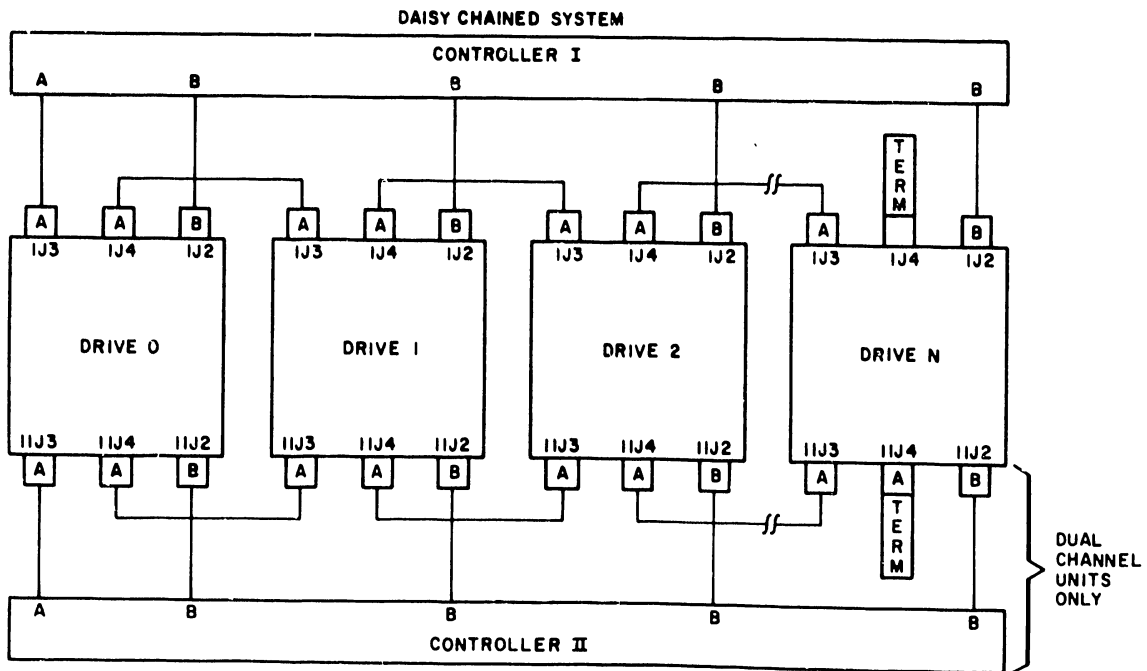 DAISY CHAINED SYSTEM
CONTROLLER I
A B B B B
TERM
A A B A A B A A B A B
1J3 1J4 1J2 1J3 1J4 1J2 1J3 1J4 1J2 1J3 1J4 1J2
DRIVE 0 DRIVE 1 DRIVE 2 DRIVE N
11J3 11J4 11J2 11J3 11J4 11J2 11J3 11J4 11J2 11J3 11J4 11J2
A A B A A B A A B A A B
TERM
DUAL
CHANNEL
UNITS
ONLY
A B B B B
CONTROLLER II